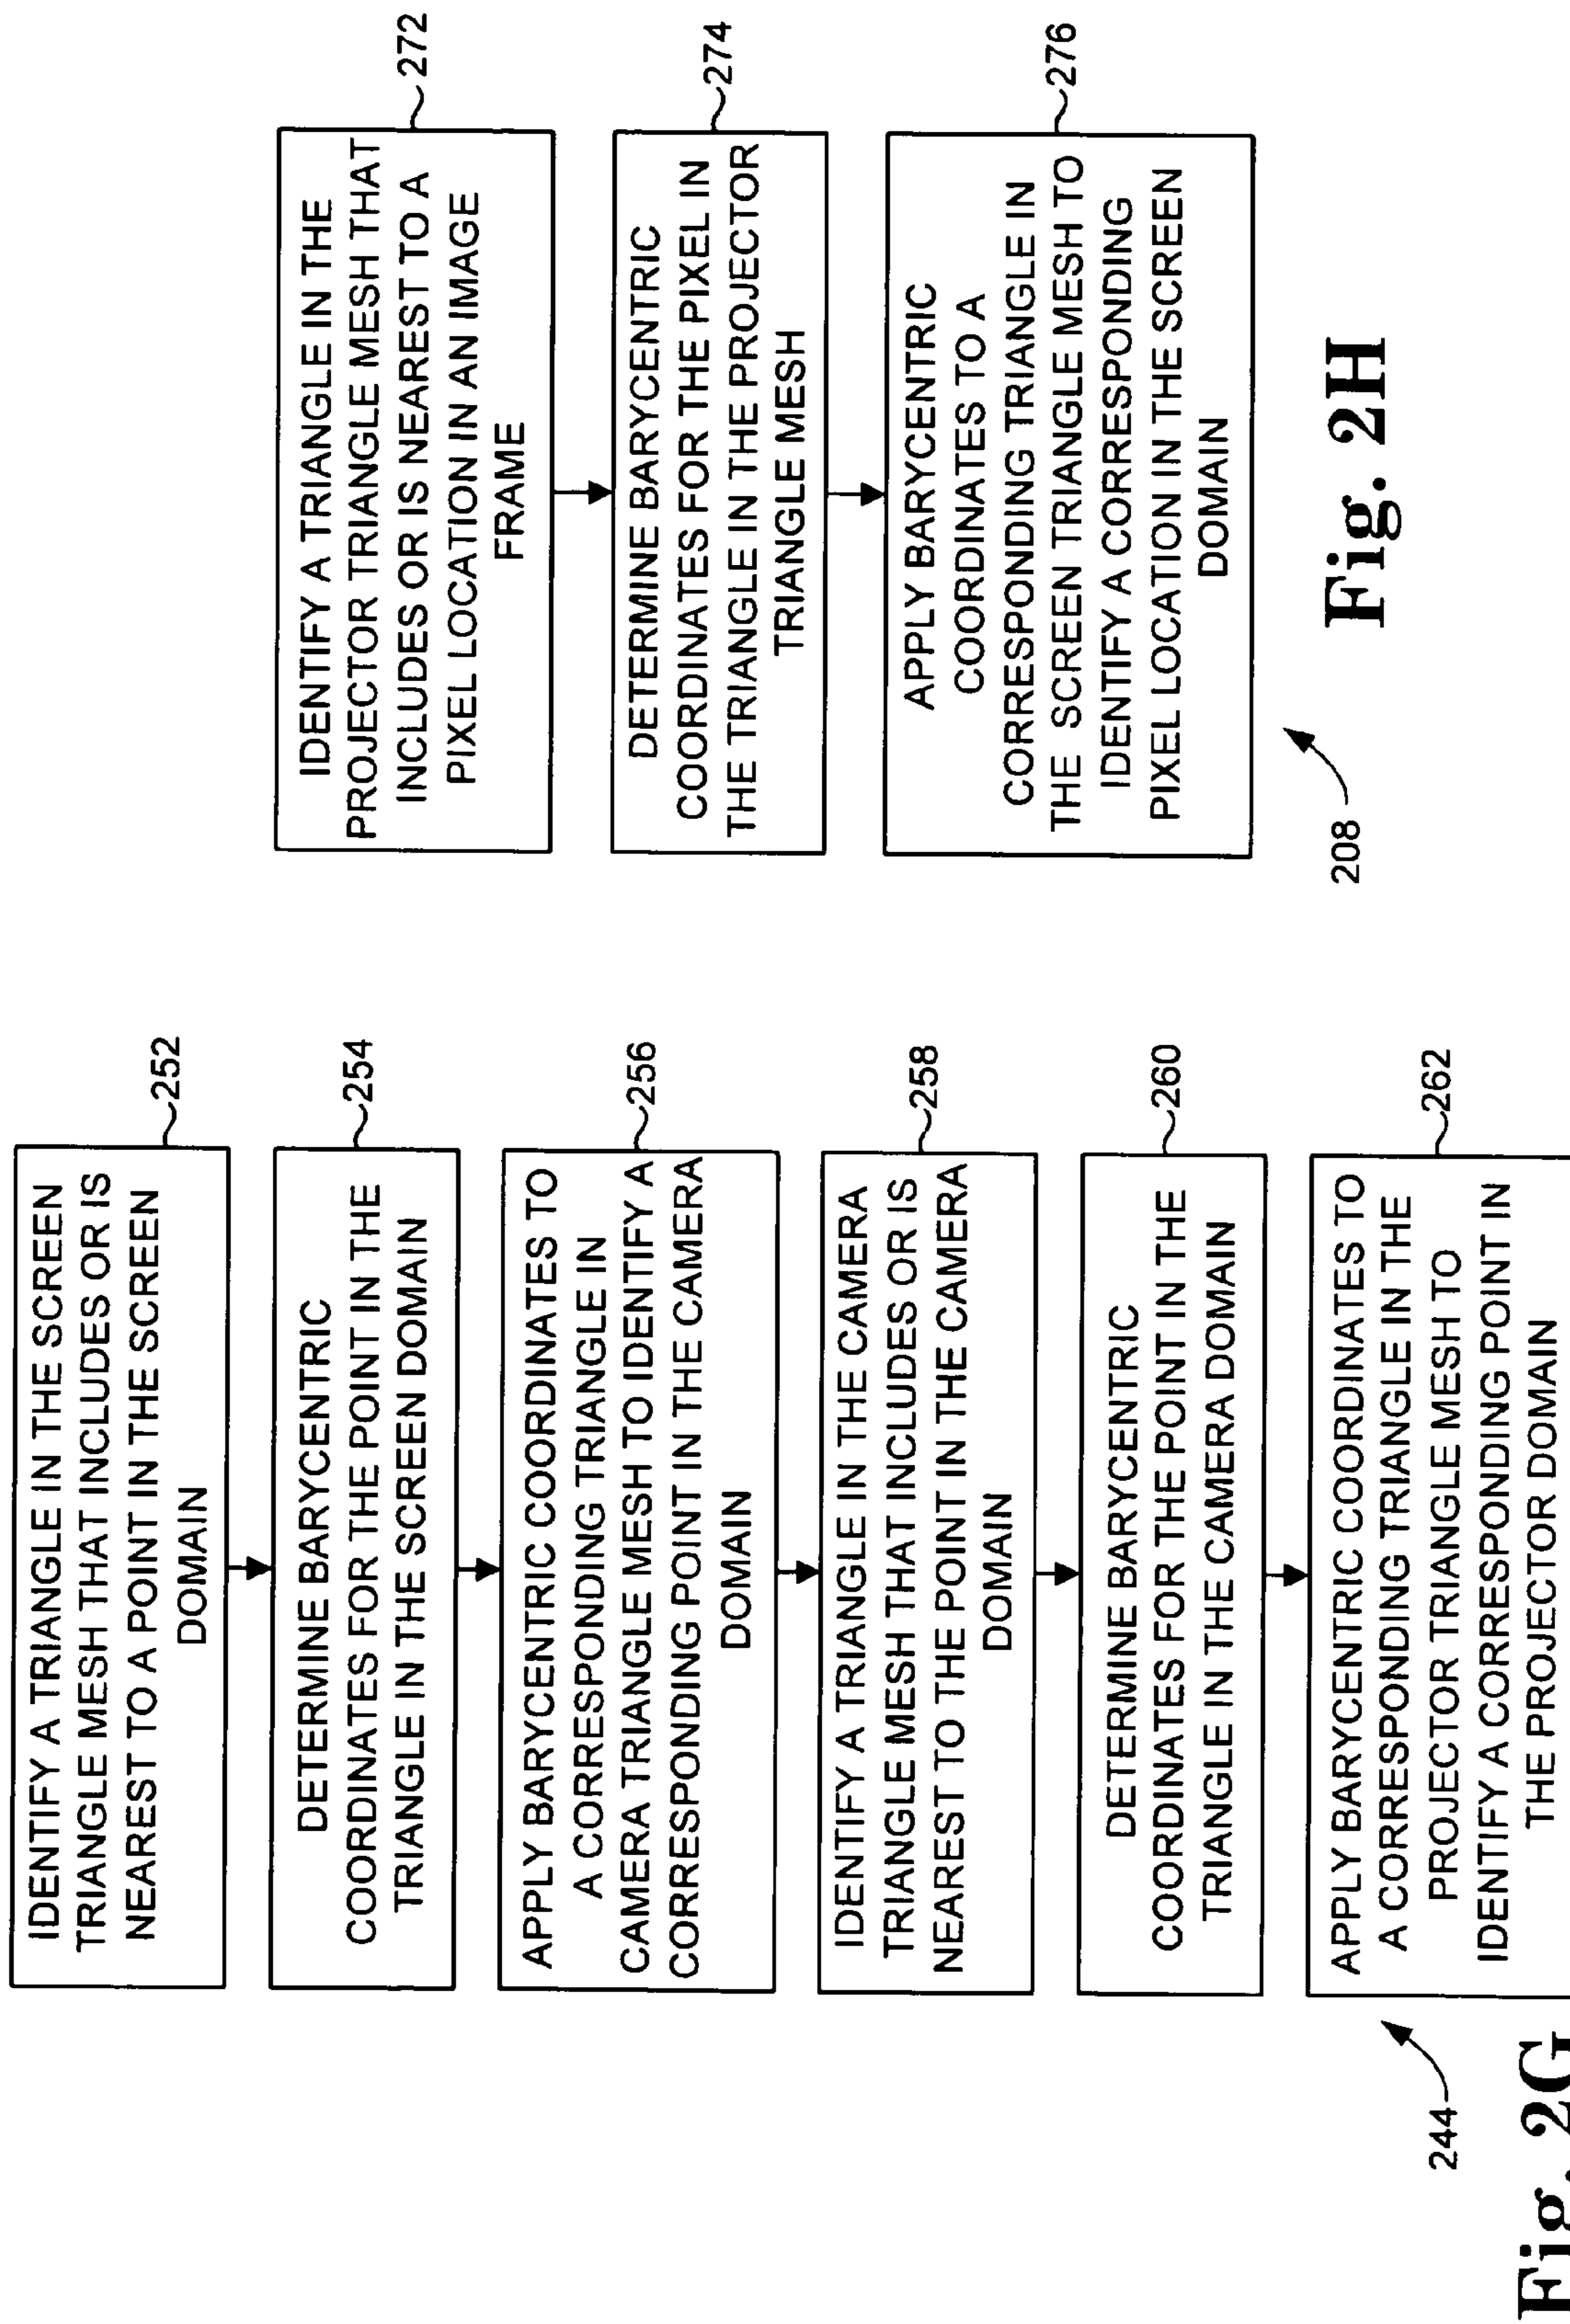 IDENTIFY A TRIANGLE IN THE SCREEN
TRIANGLE MESH THAT INCLUDES OR IS
NEAREST TO A POINT IN THE SCREEN
DOMAIN
252
DETERMINE BARYCENTRIC
COORDINATES FOR THE POINT IN THE
TRIANGLE IN THE SCREEN DOMAIN
254
APPLY BARYCENTRIC COORDINATES TO
A CORRESPONDING TRIANGLE IN
CAMERA TRIANGLE MESH TO IDENTIFY A
CORRESPONDING POINT IN THE CAMERA
DOMAIN
256
IDENTIFY A TRIANGLE IN THE CAMERA
TRIANGLE MESH THAT INCLUDES OR IS
NEAREST TO THE POINT IN THE CAMERA
DOMAIN
258
DETERMINE BARYCENTRIC
COORDINATES FOR THE POINT IN THE
TRIANGLE IN THE CAMERA DOMAIN
260
APPLY BARYCENTRIC COORDINATES TO
A CORRESPONDING TRIANGLE IN THE
PROJECTOR TRIANGLE MESH TO
IDENTIFY A CORRESPONDING POINT IN
THE PROJECTOR DOMAIN
262
244
Fig. 2G
IDENTIFY A TRIANGLE IN THE
PROJECTOR TRIANGLE MESH THAT
INCLUDES OR IS NEAREST TO A
PIXEL LOCATION IN AN IMAGE
FRAME
272
DETERMINE BARYCENTRIC
COORDINATES FOR THE PIXEL IN
THE TRIANGLE IN THE PROJECTOR
TRIANGLE MESH
274
APPLY BARYCENTRIC
COORDINATES TO A
CORRESPONDING TRIANGLE IN
THE SCREEN TRIANGLE MESH TO
IDENTIFY A CORRESPONDING
PIXEL LOCATION IN THE SCREEN
DOMAIN
276
208
Fig. 2H